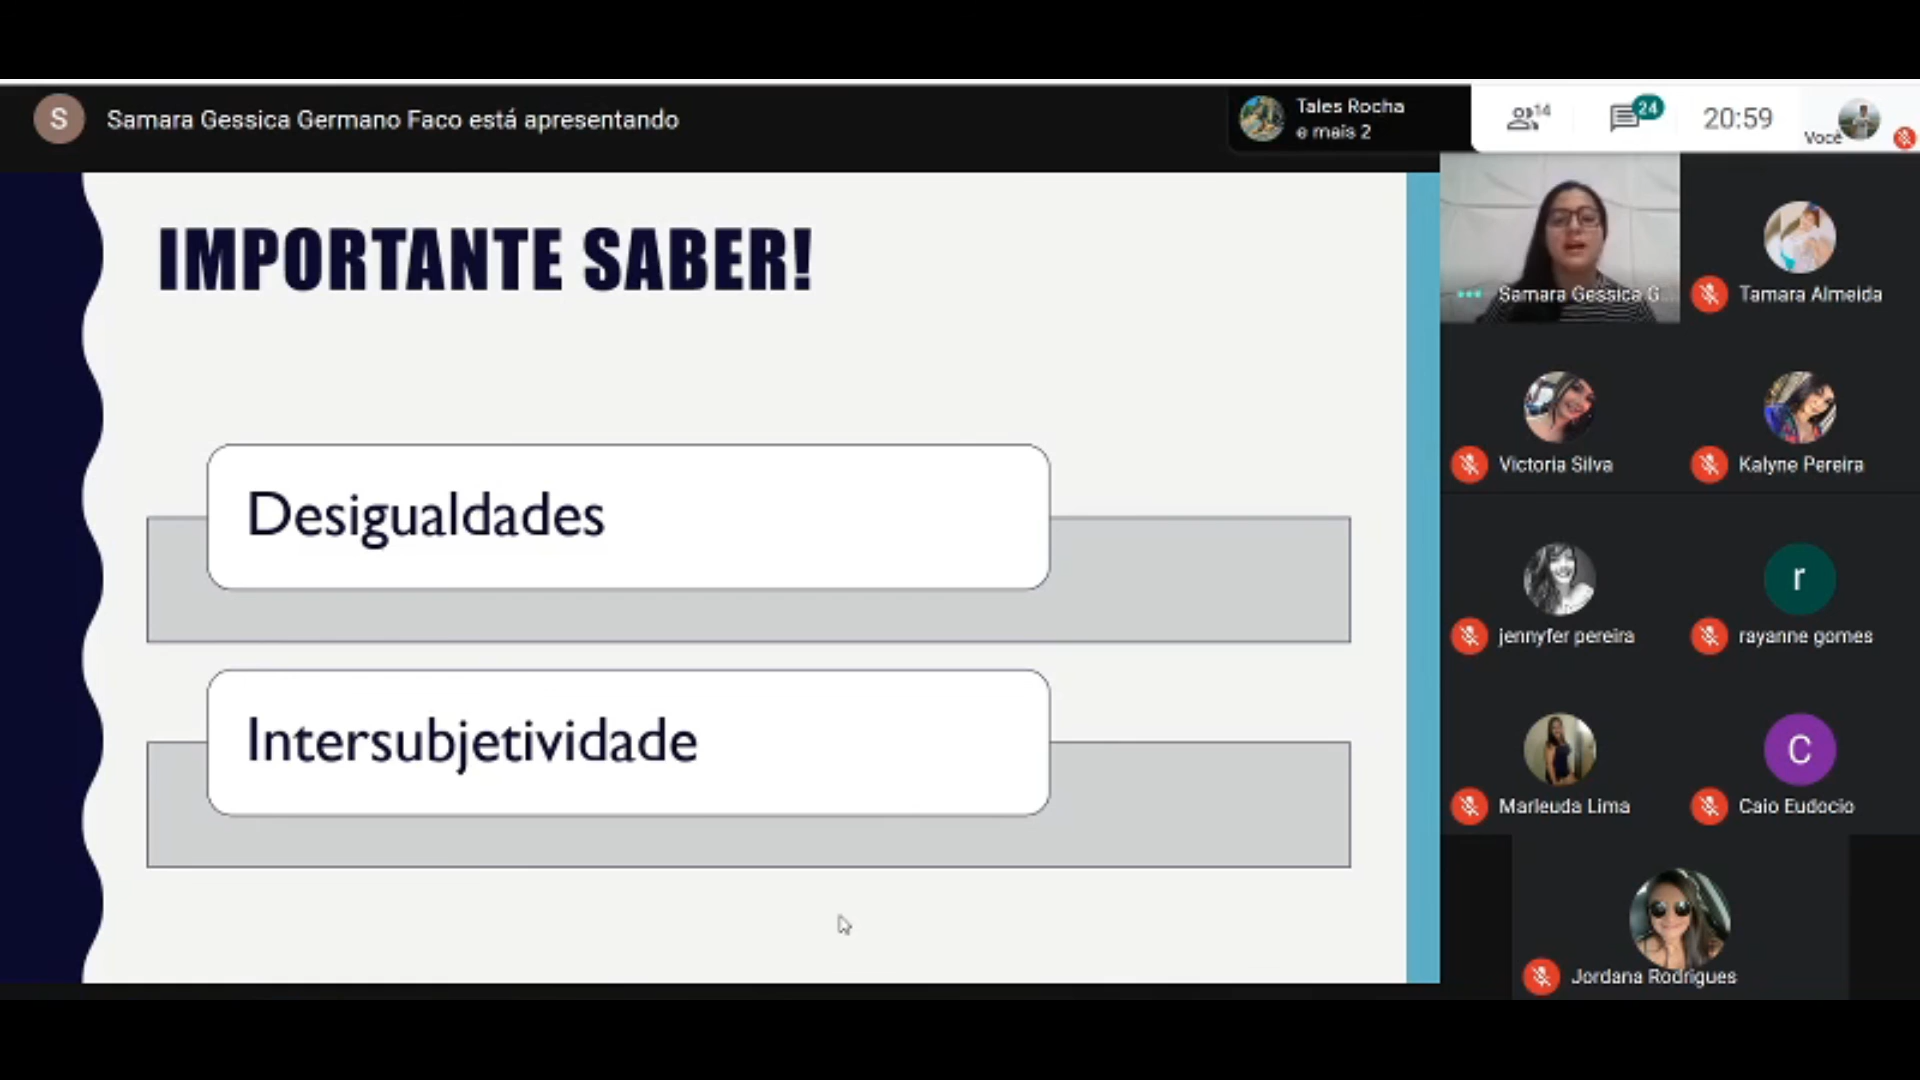 S
Samara Gessica Germano Faco está apresentando
Tales Rocha
e mais 2
14
24
20:59
Você
IMPORTANTE SABER!
Desigualdades
Intersubjetividade
Samara Gessica G...
Tamara Almeida
Victoria Silva
Kalyne Pereira
jennyfer pereira
r
rayanne gomes
Marleuda Lima
C
Caio Eudocio
Jordana Rodrigues